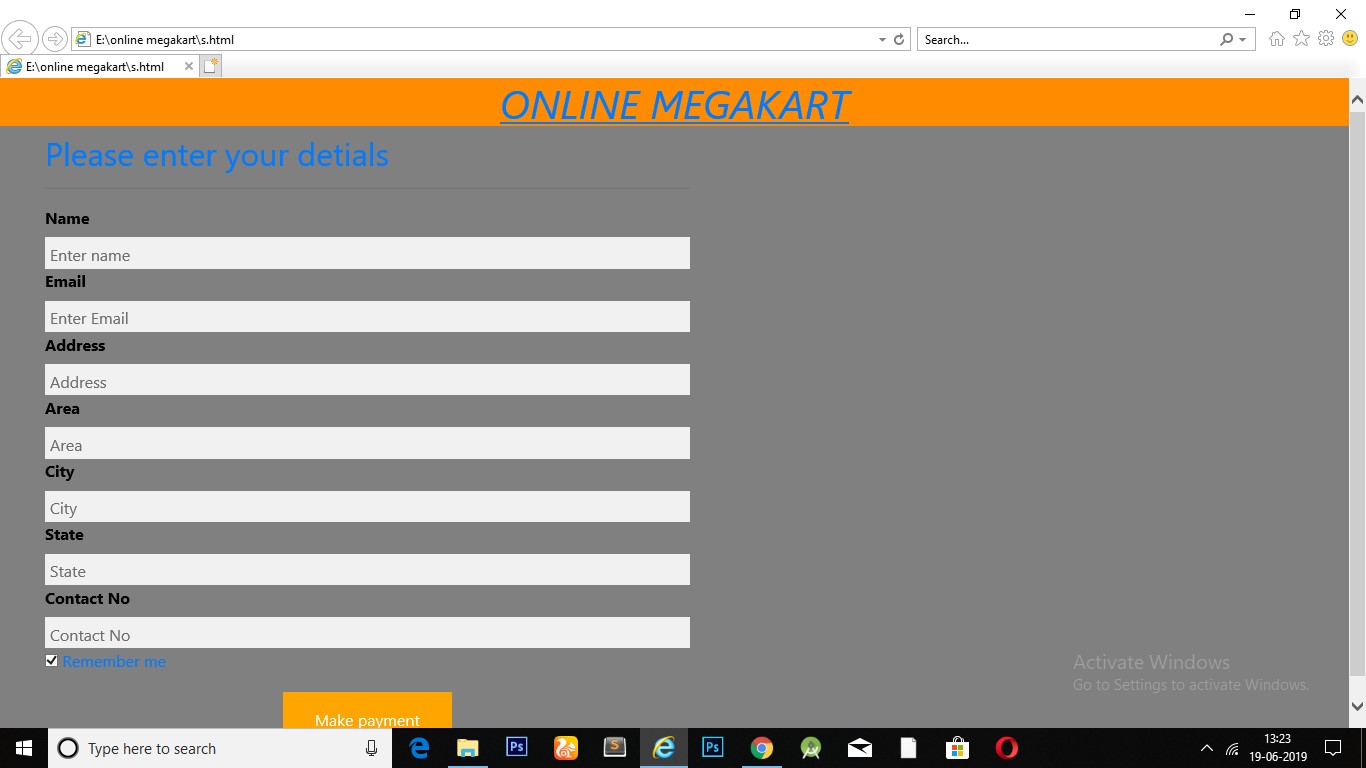 E:\online megakart\s.html
Search...
E:\online megakart\s.html
ONLINE MEGAKART
Please enter your detials
Name
Enter name
Email
Enter Email
Address
Address
Area
Area
City
City
State
State
Contact No
Contact No
Remember me
Make payment
Activate Windows
Go to Settings to activate Windows.
Type here to search
Ps
S
Ps
13:23
19-06-2019